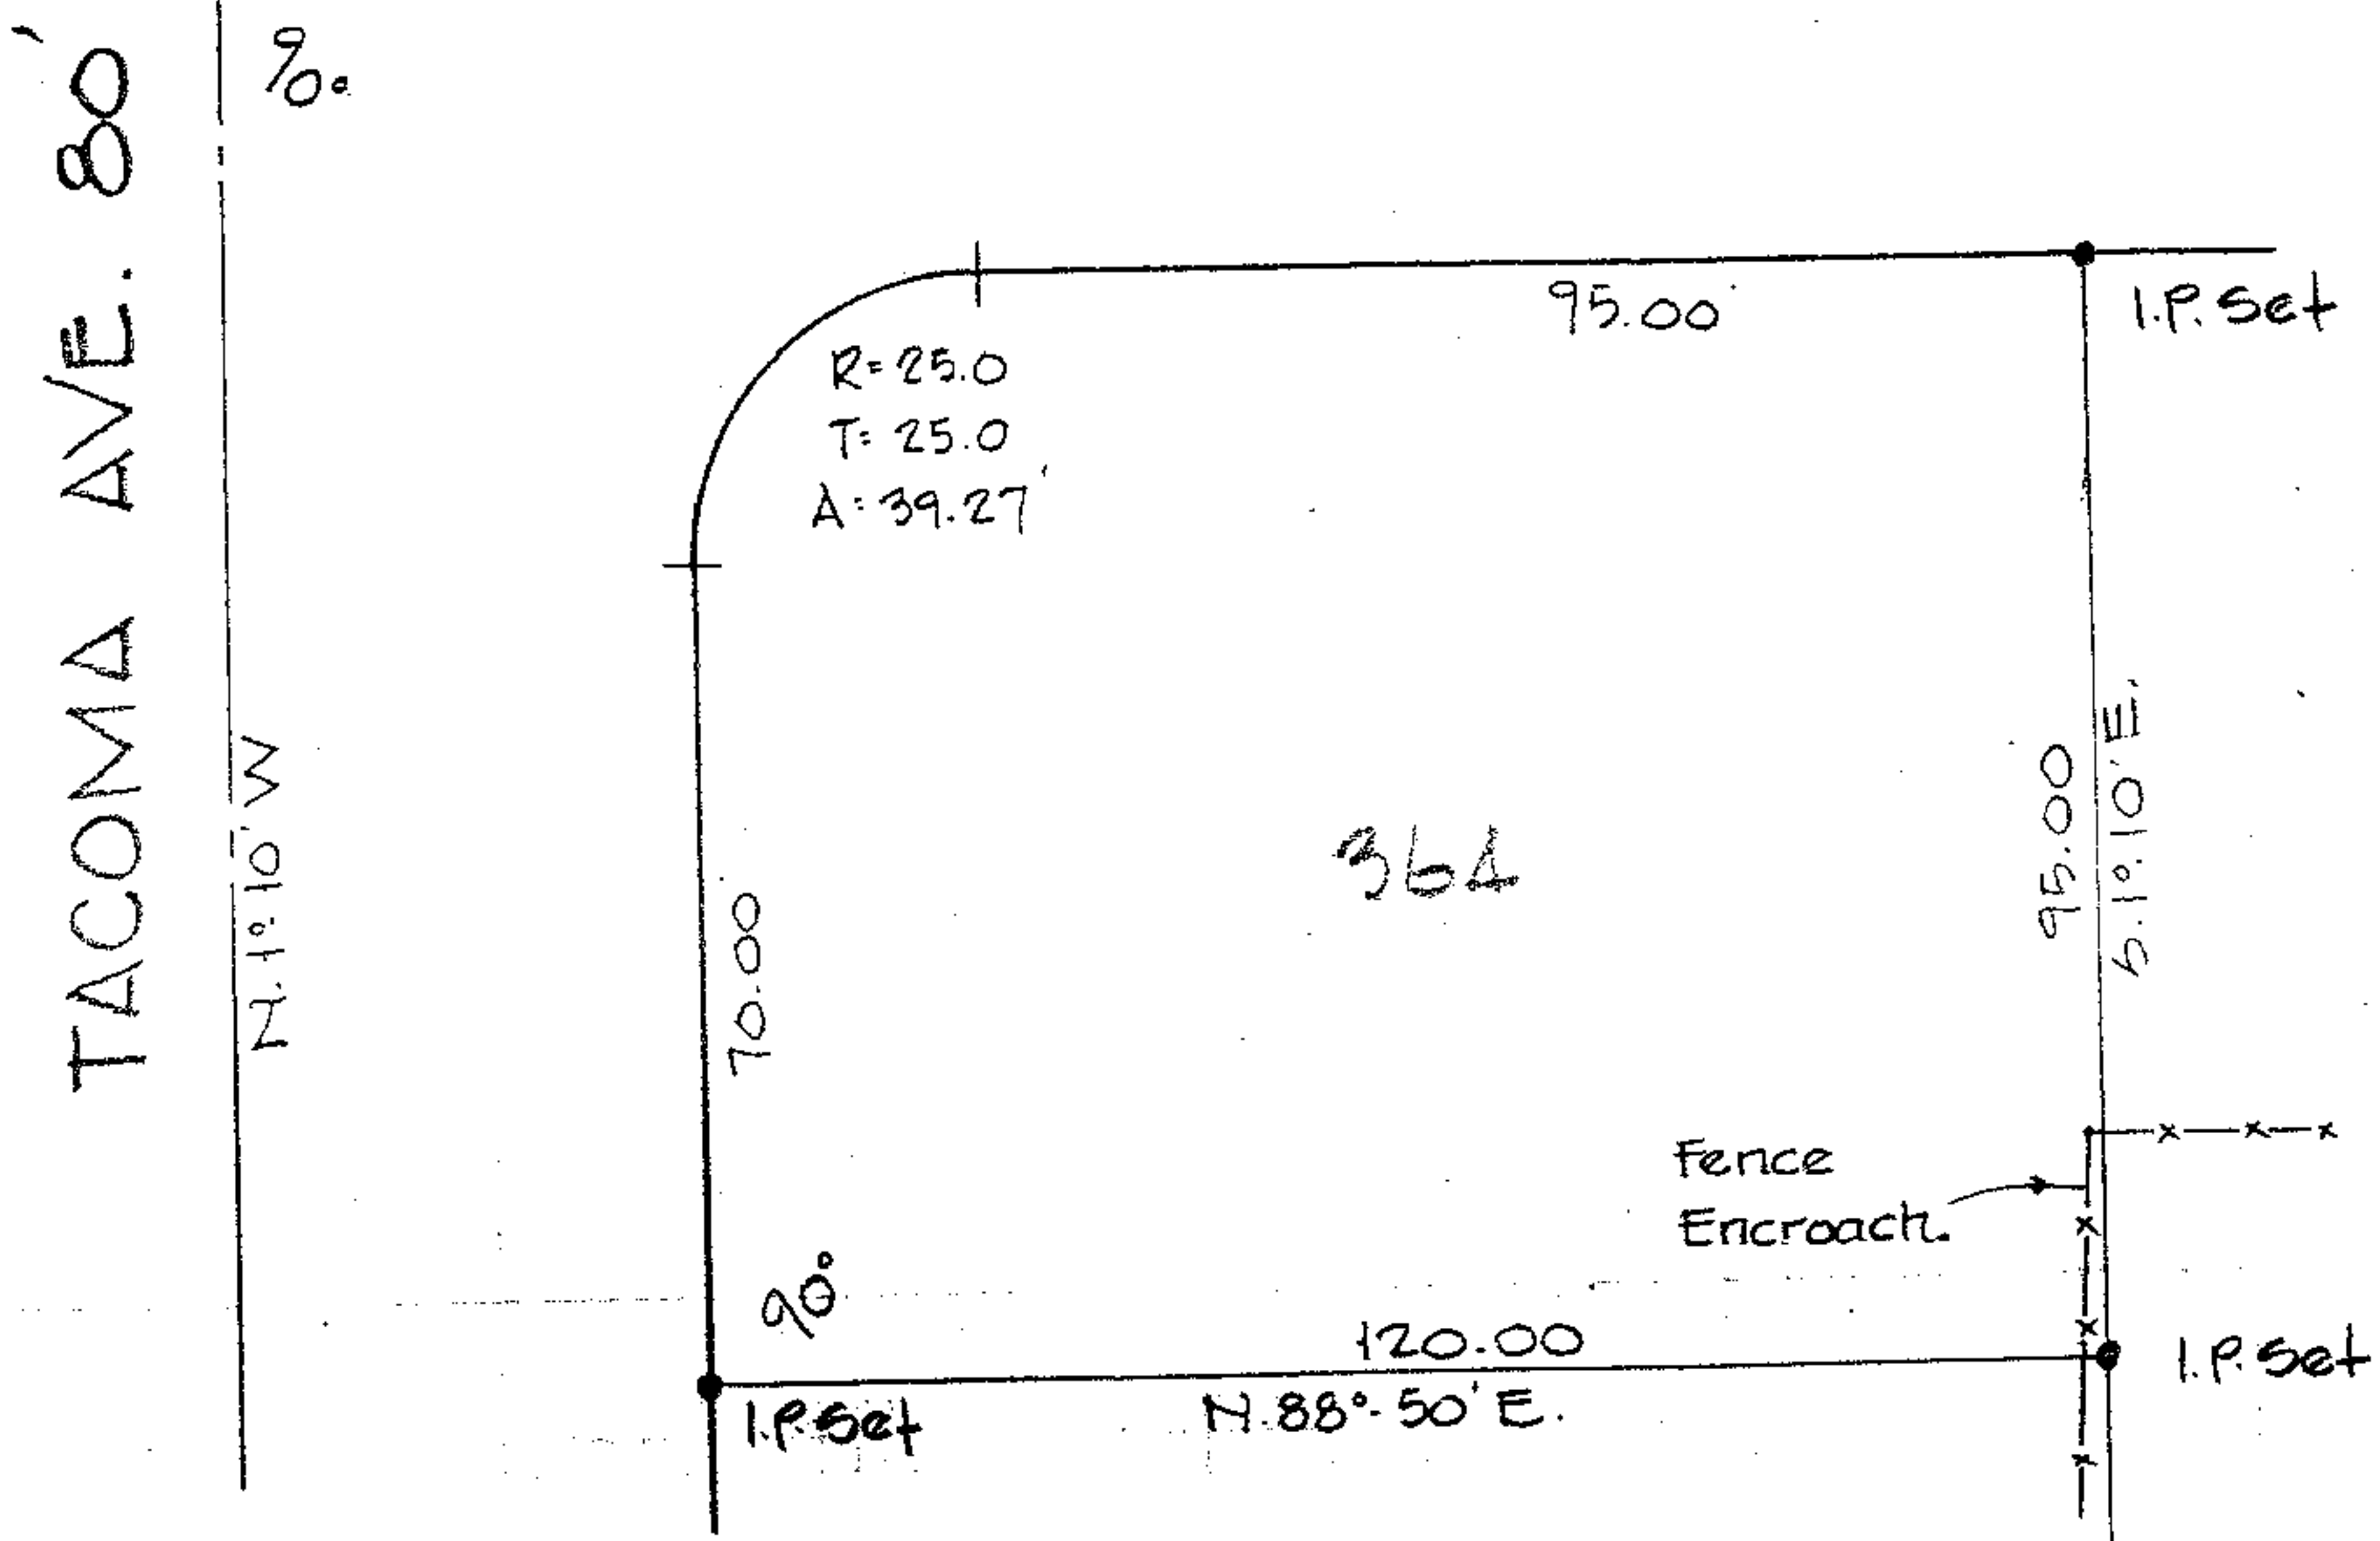 TACOMA AVE. 80'
90°
N.1°.10' W
95.00'
I.P. Set
R= 25.0
T= 25.0
A= 39.27'
364
70.00
95.00
S.1°.10' E.
Fence
Encroach.
90°
120.00
N.88°-50' E.
I.P. Set
I.P. Set